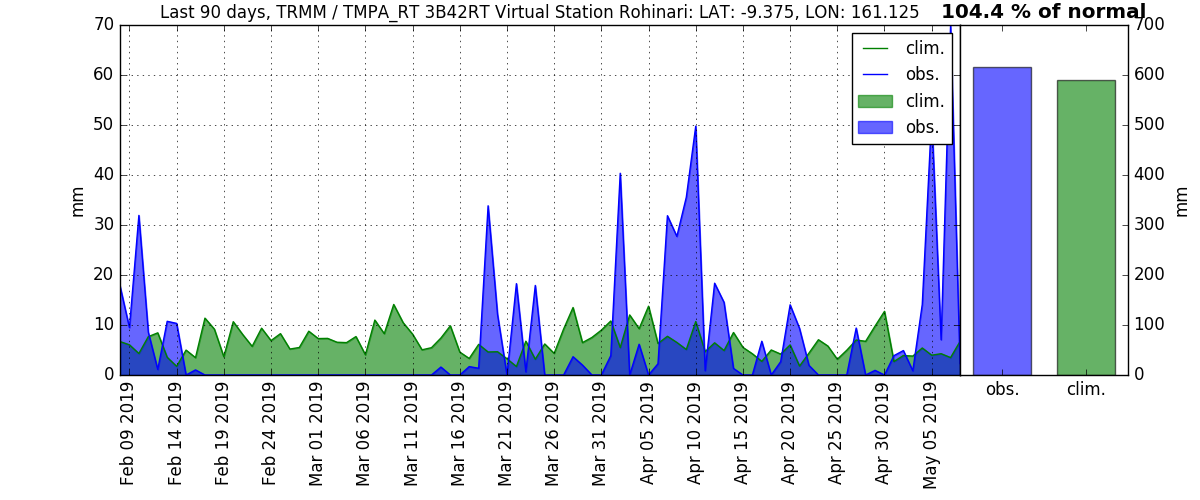 Last 90 days, TRMM / TMPA_RT 3B42RT Virtual Station Rohinari: LAT: -9.375, LON: 161.125
104.4 % of normal
clim.
obs.
clim.
obs.
mm
70
60
50
40
30
20
10
0
700
600
500
400
300
200
100
0
mm
Feb 09 2019
Feb 14 2019
Feb 19 2019
Feb 24 2019
Mar 01 2019
Mar 06 2019
Mar 11 2019
Mar 16 2019
Mar 21 2019
Mar 26 2019
Mar 31 2019
Apr 05 2019
Apr 10 2019
Apr 15 2019
Apr 20 2019
Apr 25 2019
Apr 30 2019
May 05 2019
obs.
clim.